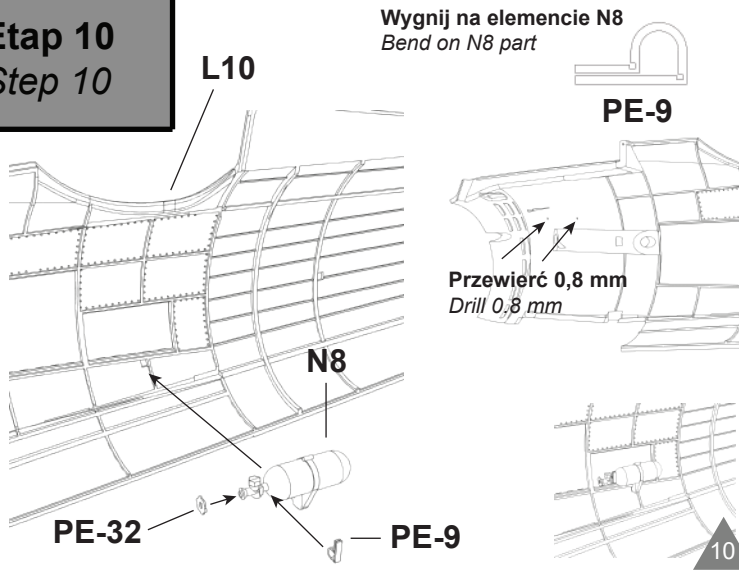 Etap 10
Step 10
Wygnij na elemencie N8
Bend on N8 part
PE-9
L10
Przewierć 0,8 mm
Drill 0,8 mm
N8
PE-32
PE-9
10